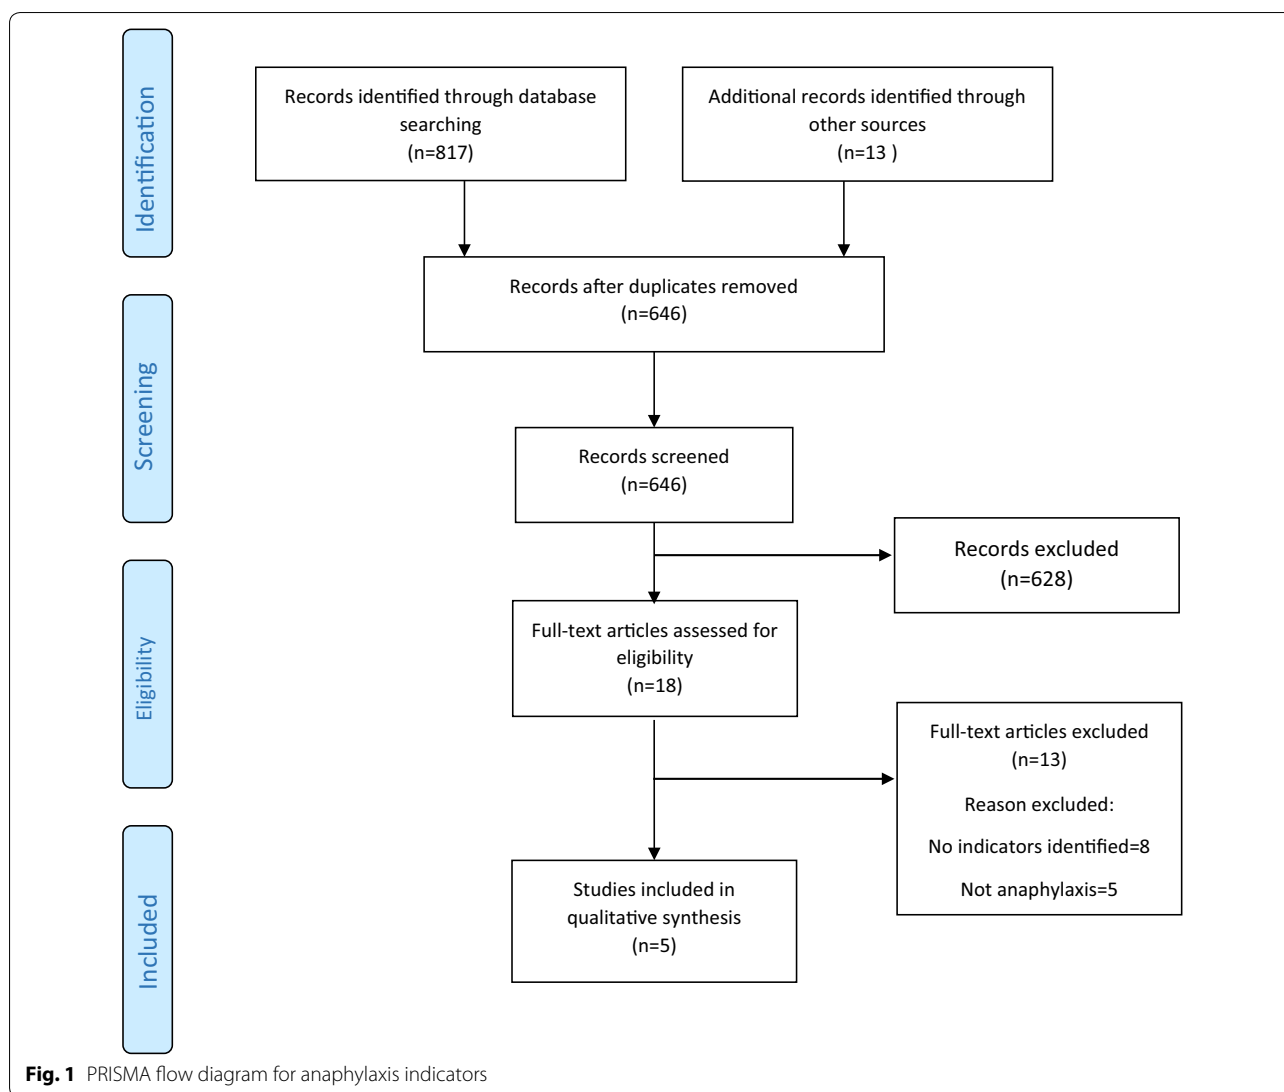 Identification
Records identified through database
searching
(n=817)
Additional records identified through
other sources
(n=13 )
Records after duplicates removed
(n=646)
Screening
Records screened
(n=646)
Records excluded
(n=628)
Eligibility
Full-text articles assessed for
eligibility
(n=18)
Full-text articles excluded
(n=13)
Reason excluded:
No indicators identified=8
Not anaphylaxis=5
Included
Studies included in
qualitative synthesis
(n=5)
Fig. 1 PRISMA flow diagram for anaphylaxis indicators